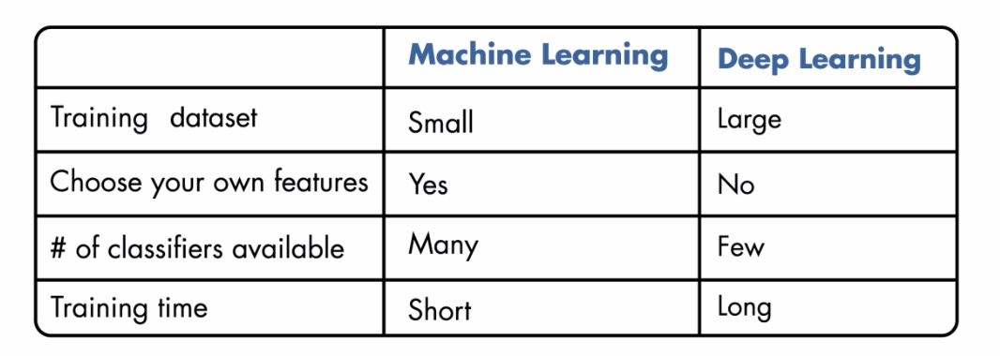 Machine Learning Deep Learning
Training dataset Small Large
Choose your own features Yes No
# of classifiers available Many Few
Training time Short Long